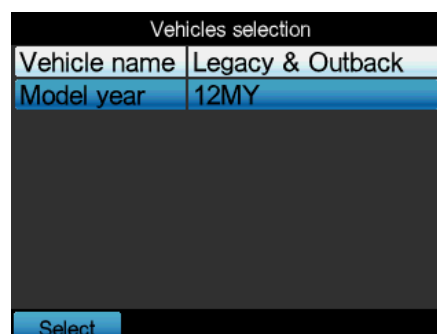 Vehicles selection
Vehicle name Legacy & Outback
Model year 12MY
Select